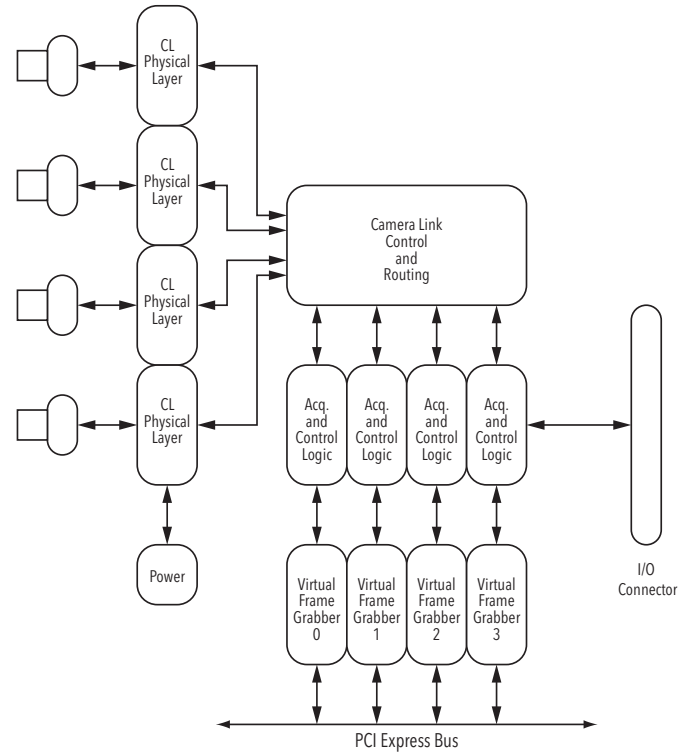 CL
Physical
Layer
CL
Physical
Layer
CL
Physical
Layer
CL
Physical
Layer
Power
Camera Link
Control
and
Routing
Acq.
and
Control
Logic
Acq.
and
Control
Logic
Acq.
and
Control
Logic
Acq.
and
Control
Logic
I/O
Connector
Virtual
Frame
Grabber
0
Virtual
Frame
Grabber
1
Virtual
Frame
Grabber
2
Virtual
Frame
Grabber
3
PCI Express Bus